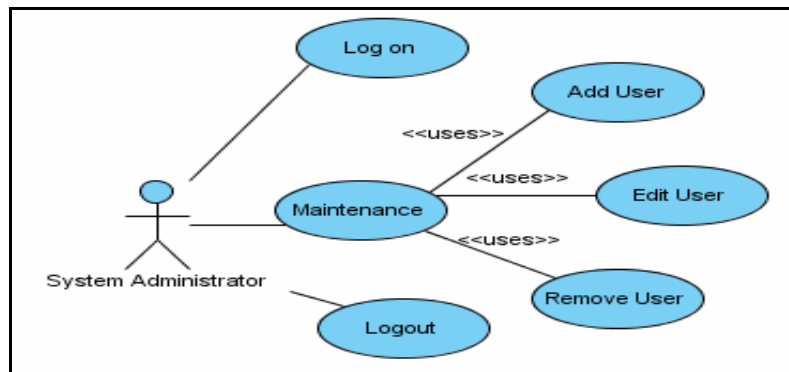 Log on
Add User
<<uses>>
<<uses>>
Edit User
Maintenance
<<uses>>
System Administrator
Remove User
Logout